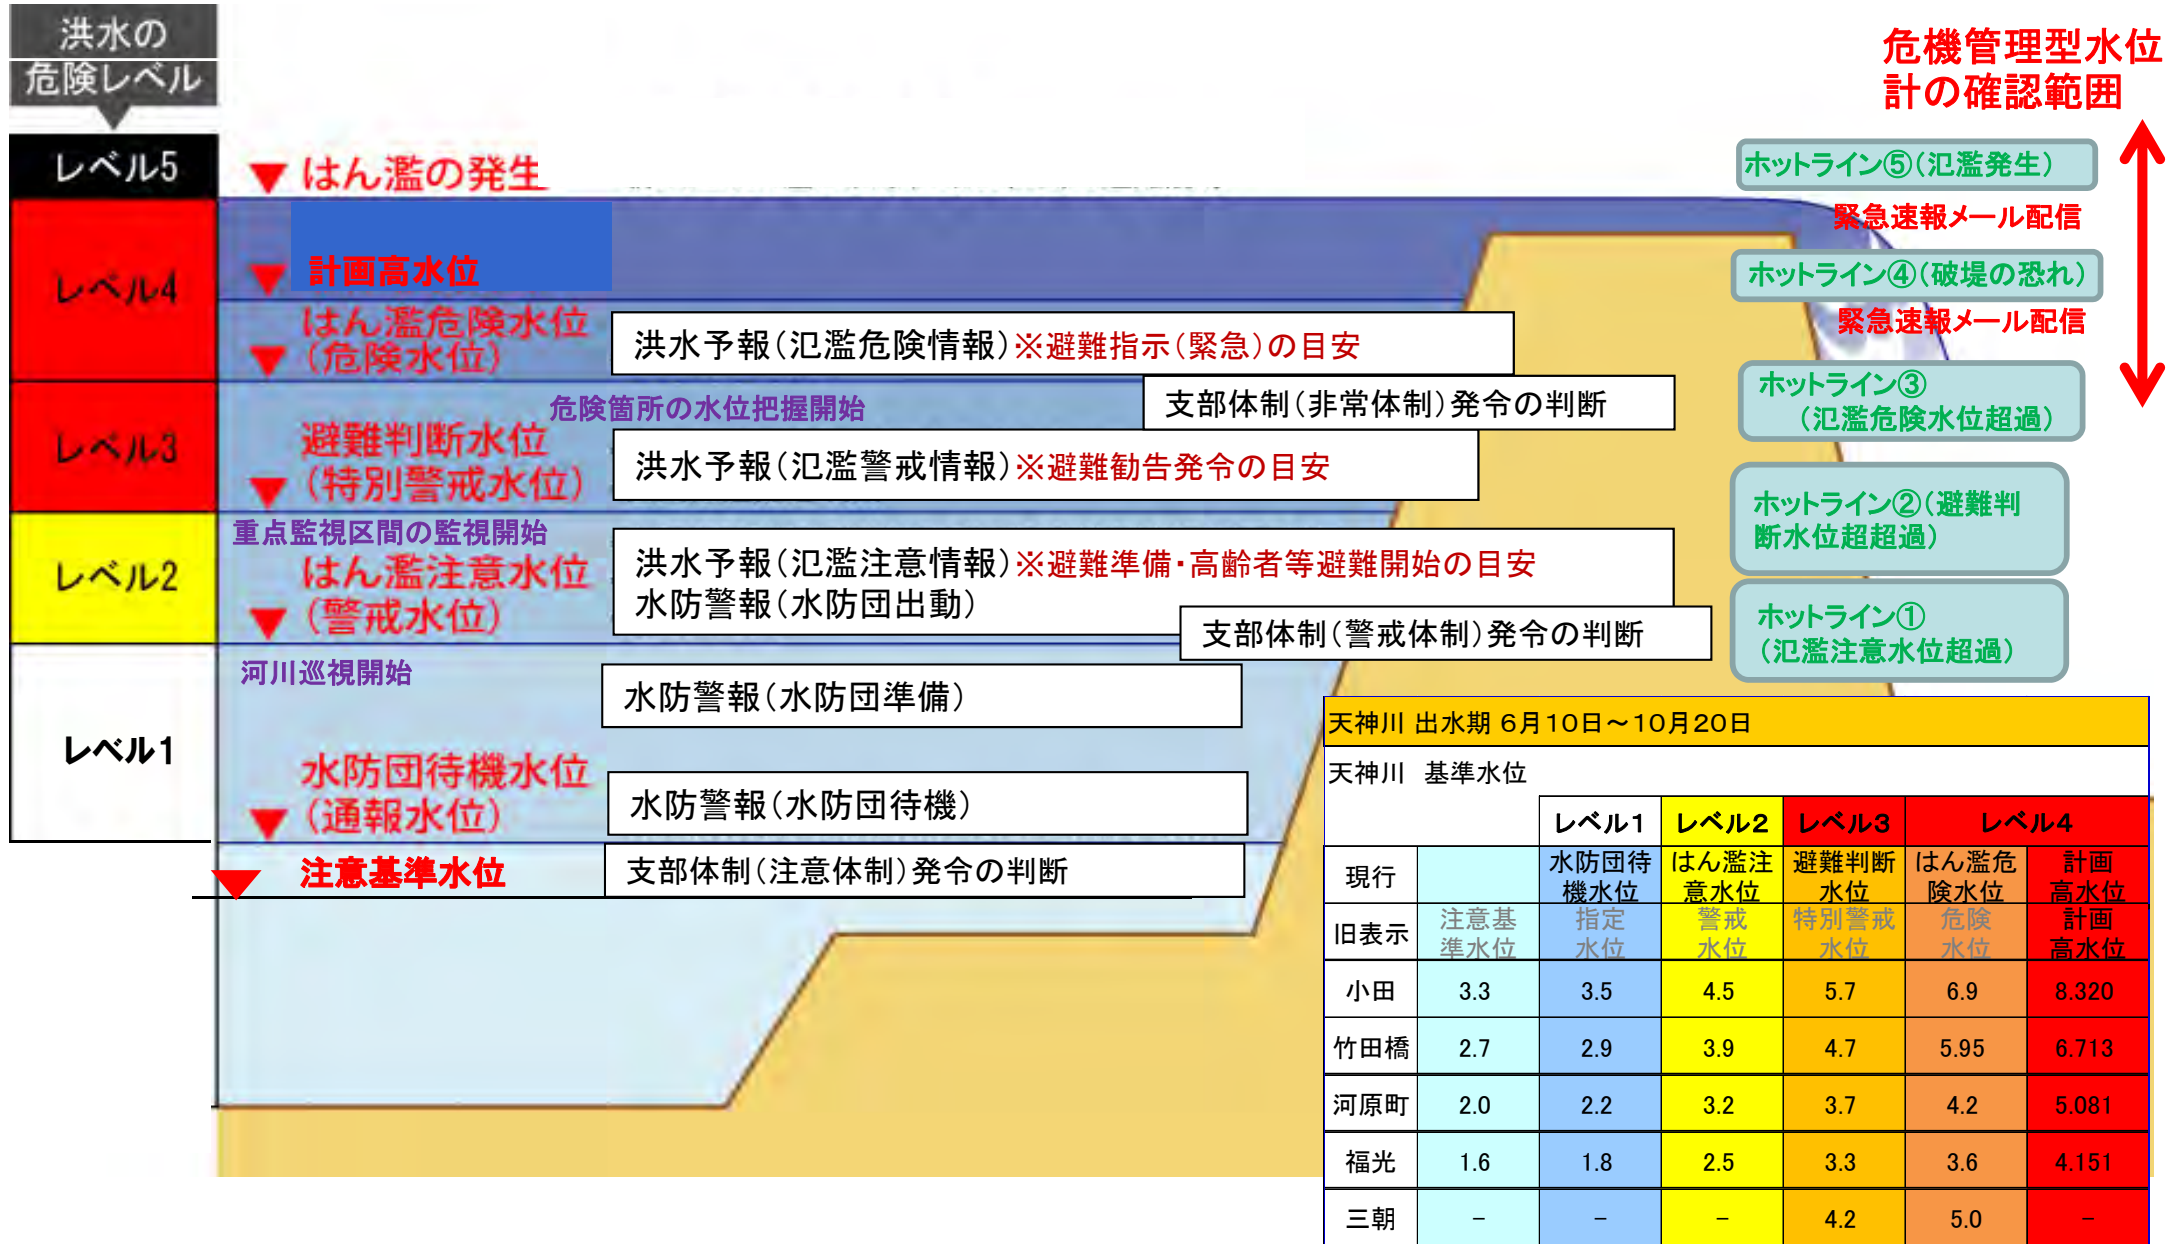 洪水の
危険レベル
危機管理型水位
計の確認範囲
レベル5
▼はん濫の発生
ホットライン⑤(氾濫発生)
緊急速報メール配信
レベル4
▼計画高水位
ホットライン④(破堤の恐れ)
緊急速報メール配信
はん濫危険水位
▼(危険水位)
洪水予報(氾濫危険情報)※避難指示(緊急)の目安
支部体制(非常体制)発令の判断
ホットライン③
(氾濫危険水位超過)
危険箇所の水位把握開始
レベル3
避難判断水位
▼(特別警戒水位)
洪水予報(氾濫警戒情報)※避難勧告発令の目安
ホットライン②(避難判
断水位超超過)
重点監視区間の監視開始
レベル2
はん濫注意水位
▼(警戒水位)
洪水予報(氾濫注意情報)※避難準備・高齢者等避難開始の目安
水防警報(水防団出動)
支部体制(警戒体制)発令の判断
ホットライン①
(氾濫注意水位超過)
河川巡視開始
水防警報(水防団準備)
レベル1
水防団待機水位
▼(通報水位)
水防警報(水防団待機)
▼注意基準水位
支部体制(注意体制)発令の判断
天神川 出水期 6月10日~10月20日
天神川 基準水位
レベル1 レベル2 レベル3 レベル4
現行 水防団待機水位 はん濫注意水位 避難判断水位 はん濫危険水位 計画高水位
旧表示 注意基準水位 指定水位 警戒水位 特別警戒水位 危険水位 計画高水位
小田 3.3 3.5 4.5 5.7 6.9 8.320
竹田橋 2.7 2.9 3.9 4.7 5.95 6.713
河原町 2.0 2.2 3.2 3.7 4.2 5.081
福光 1.6 1.8 2.5 3.3 3.6 4.151
三朝 - - - 4.2 5.0 -